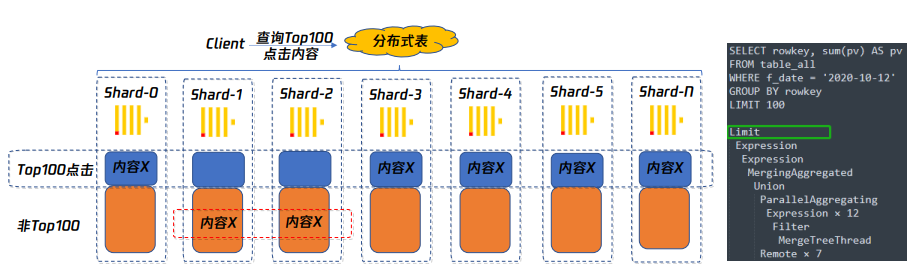 Client
查询Top100
点击内容
分布式表
Shard-0
Shard-1
Shard-2
Shard-3
Shard-4
Shard-5
Shard-n
Top100点击
内容X
内容X
内容X
内容X
内容X
非Top100
内容X
内容X
SELECT rowkey, sum(pv) AS pv
FROM table_all
WHERE f_date = '2020-10-12'
GROUP BY rowkey
LIMIT 100
Limit
Expression
Expression
MergingAggregated
Union
ParallelAggregating
Expression × 12
Filter
MergeTreeThread
Remote × 7